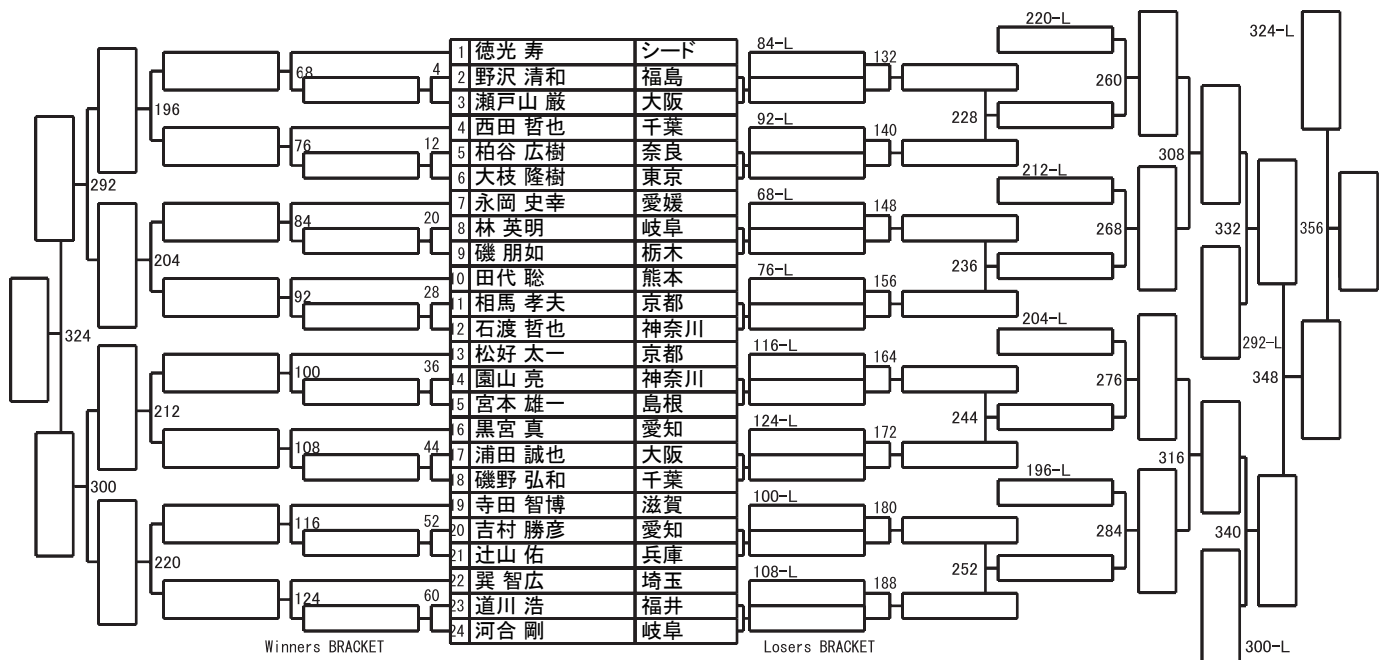 1 徳光 寿 シード
2 野沢 清和 福島
3 瀬戸山 厳 大阪
4 西田 哲也 千葉
5 柏谷 広樹 奈良
6 大枝 隆樹 東京
7 永岡 史幸 愛媛
8 林 英明 岐阜
9 磯 朋如 栃木
10 田代 聡 熊本
11 相馬 孝夫 京都
12 石渡 哲也 神奈川
13 松好 太一 京都
14 園山 亮 神奈川
15 宮本 雄一 島根
16 黒宮 真 愛知
17 浦田 誠也 大阪
18 磯野 弘和 千葉
19 寺田 智博 滋賀
20 吉村 勝彦 愛知
21 辻山 佑 兵庫
22 巽 智広 埼玉
23 道川 浩 福井
24 河合 剛 岐阜
4
12
20
28
36
44
52
60
68
76
84
92
100
108
116
124
196
204
212
220
292
300
324
Winners BRACKET
84-L
92-L
68-L
76-L
116-L
124-L
100-L
108-L
132
140
148
156
164
172
180
188
228
236
244
252
220-L
212-L
204-L
196-L
260
268
276
284
308
316
332
292-L
340
300-L
348
324-L
356
Losers BRACKET